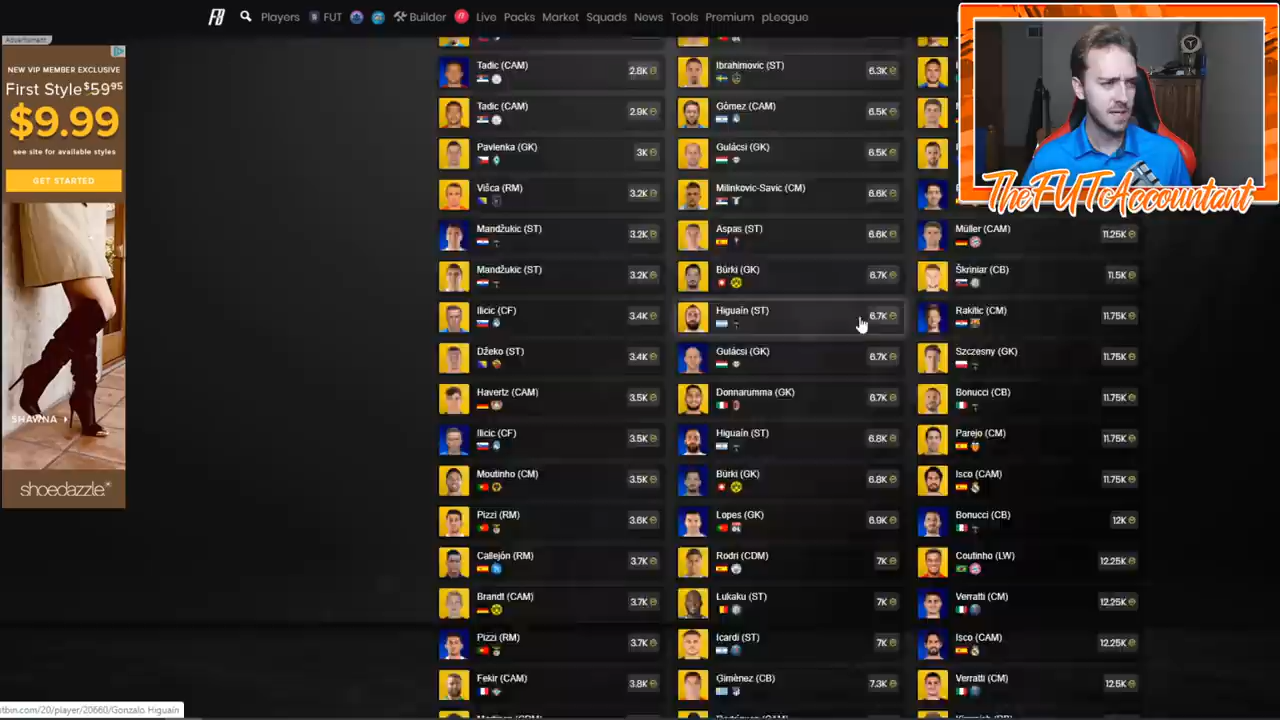 Players
FUT
Builder
Live
Packs
Market
Squads
News
Tools
Premium
pLeague
Advertisement
NEW VIP MEMBER EXCLUSIVE
First Style $59.95
$9.99
see site for available styles
GET STARTED
SHAWNA
shoedazzle
TheFUTAccountant
Tadic (CAM) 2.8K
Tadic (CAM) 2.9K
Pavlenka (GK) 3K
Višca (RM) 3.2K
Mandžukic (ST) 3.2K
Mandžukic (ST) 3.2K
Ilicic (CF) 3.4K
Džeko (ST) 3.4K
Havertz (CAM) 3.5K
Ilicic (CF) 3.5K
Moutinho (CM) 3.5K
Pizzi (RM) 3.6K
Callejón (RM) 3.7K
Brandt (CAM) 3.7K
Pizzi (RM) 3.7K
Fekir (CAM) 3.8K
Ibrahimovic (ST) 6.3K
Gómez (CAM) 6.5K
Gulácsi (GK) 6.5K
Milinkovic-Savic (CM) 6.6K
Aspas (ST) 6.6K
Bürki (GK) 6.7K
Higuaín (ST) 6.7K
Gulácsi (GK) 6.7K
Donnarumma (GK) 6.7K
Higuaín (ST) 6.8K
Bürki (GK) 6.8K
Lopes (GK) 6.9K
Rodri (CDM) 7K
Lukaku (ST) 7K
Icardi (ST) 7K
Giménez (CB) 7.3K
Müller (CAM) 11.25K
Škriniar (CB) 11.5K
Rakitic (CM) 11.75K
Szczesny (GK) 11.75K
Bonucci (CB) 11.75K
Parejo (CM) 11.75K
Isco (CAM) 11.75K
Bonucci (CB) 12K
Coutinho (LW) 12.25K
Verratti (CM) 12.25K
Isco (CAM) 12.25K
Verratti (CM) 12.5K
tbin.com/20/player/20660/Gonzalo Higuaín